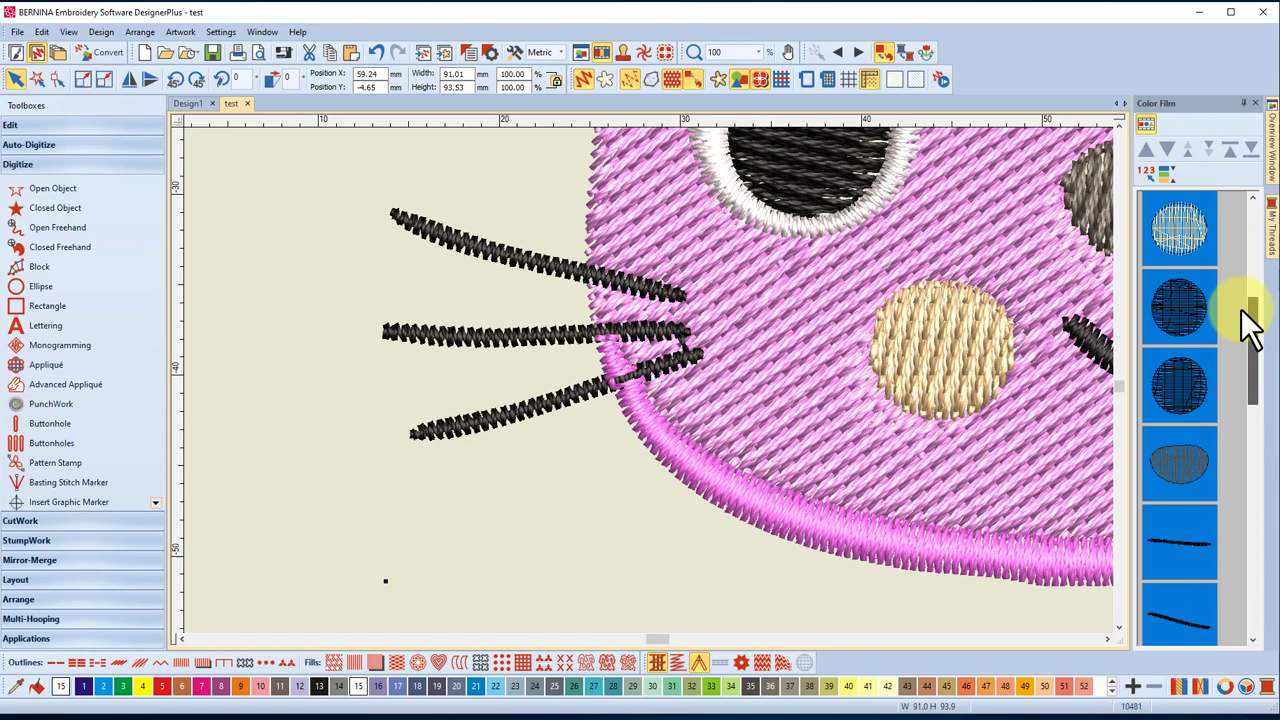 BERNINA Embroidery Software DesignerPlus - test
File Edit View Design Arrange Artwork Settings Window Help
Convert Metric 100 %
45 45 0 0 Position X: 59.24 mm Width: 91.01 mm 100.00 %
Position Y: -4.65 mm Height: 93.53 mm 100.00 %
Toolboxes
Edit
Auto-Digitize
Digitize
Open Object
Closed Object
Open Freehand
Closed Freehand
Block
Ellipse
Rectangle
Lettering
Monogramming
Appliqué
Advanced Appliqué
PunchWork
Buttonhole
Buttonholes
Pattern Stamp
Basting Stitch Marker
Insert Graphic Marker
CutWork
StumpWork
Mirror-Merge
Layout
Arrange
Multi-Hooping
Applications
Design1 test
10 20 30 40 50
-30
-40
-50
Color Film
1 2 3
Overview Window
My Threads
Outlines: Fills:
15 1 2 3 4 5 6 7 8 9 10 11 12 13 14 15 16 17 18 19 20 21 22 23 24 25 26 27 28 29 30 31 32 33 34 35 36 37 38 39 40 41 42 43 44 45 46 47 48 49 50 51 52
W 91.0 H 93.9 10481